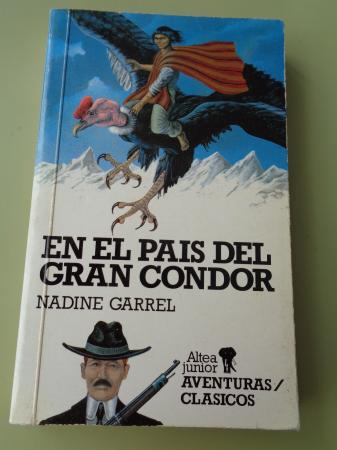 EN EL PAIS DEL
GRAN CONDOR
NADINE GARREL
Altea
junior
AVENTURAS/
CLASICOS